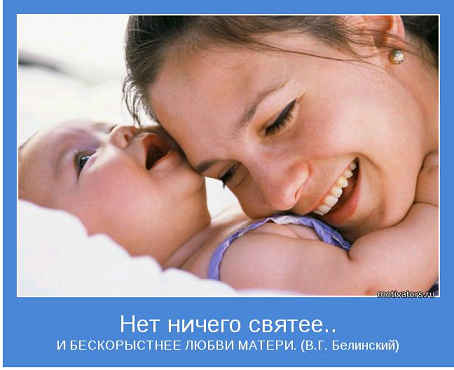 motivators.ru
Нет ничего святее..
И БЕСКОРЫСТНЕЕ ЛЮБВИ МАТЕРИ. (В.Г. Белинский)